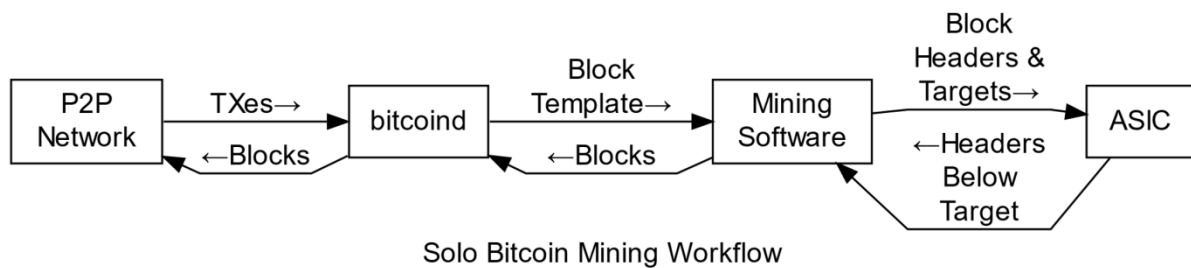 P2P
Network
TXes→
←Blocks
bitcoind
Block
Template→
←Blocks
Mining
Software
Block
Headers &
Targets→
←Headers
Below
Target
ASIC
Solo Bitcoin Mining Workflow